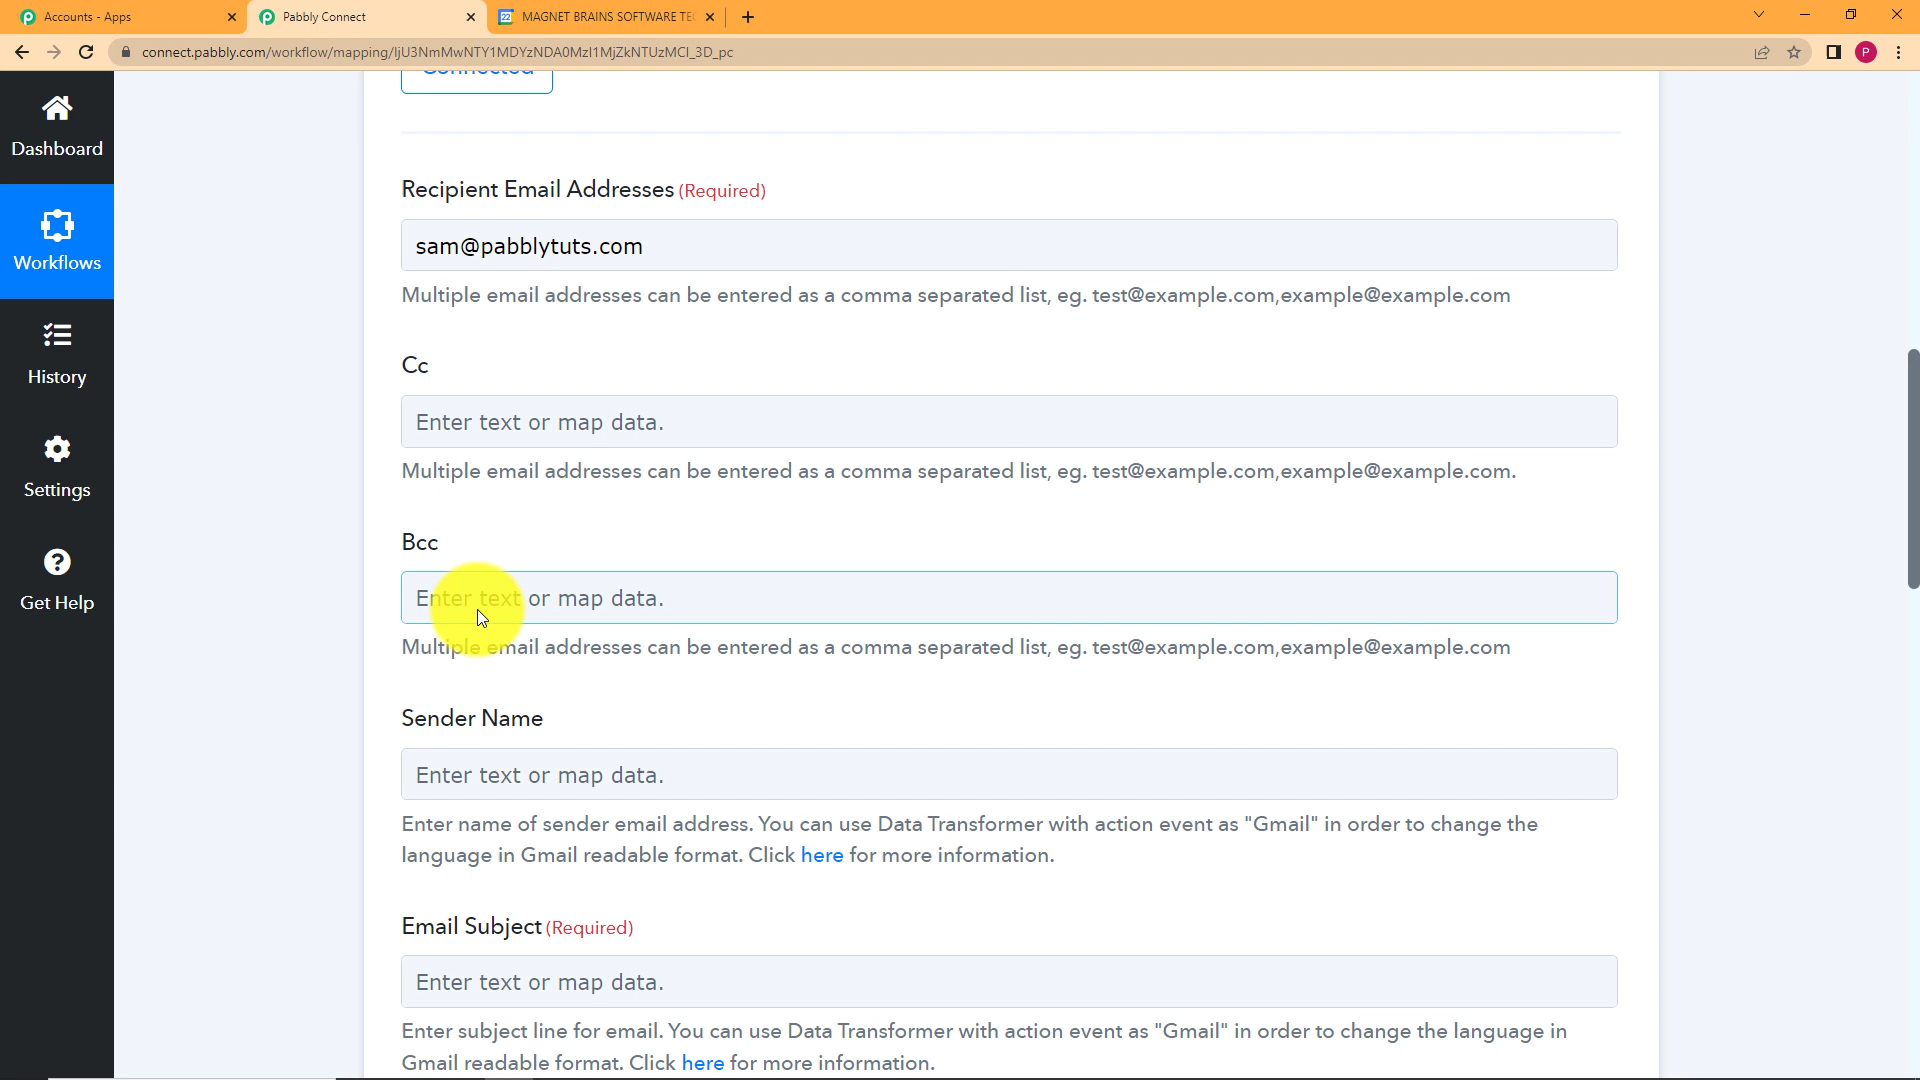 Accounts - Apps
Pabbly Connect
22
MAGNET BRAINS SOFTWARE TEC
connect.pabbly.com/workflow/mapping/IjU3NmMwNTY1MDYzNDA0MzI1MjZkNTUzMCI_3D_pc
P
Connected
Dashboard
Workflows
History
Settings
Get Help
Recipient Email Addresses (Required)
sam@pabblytuts.com
Multiple email addresses can be entered as a comma separated list, eg. test@example.com,example@example.com
Cc
Enter text or map data.
Multiple email addresses can be entered as a comma separated list, eg. test@example.com,example@example.com.
Bcc
Enter text or map data.
Multiple email addresses can be entered as a comma separated list, eg. test@example.com,example@example.com
Sender Name
Enter text or map data.
Enter name of sender email address. You can use Data Transformer with action event as "Gmail" in order to change the
language in Gmail readable format. Click here for more information.
Email Subject (Required)
Enter text or map data.
Enter subject line for email. You can use Data Transformer with action event as "Gmail" in order to change the language in
Gmail readable format. Click here for more information.